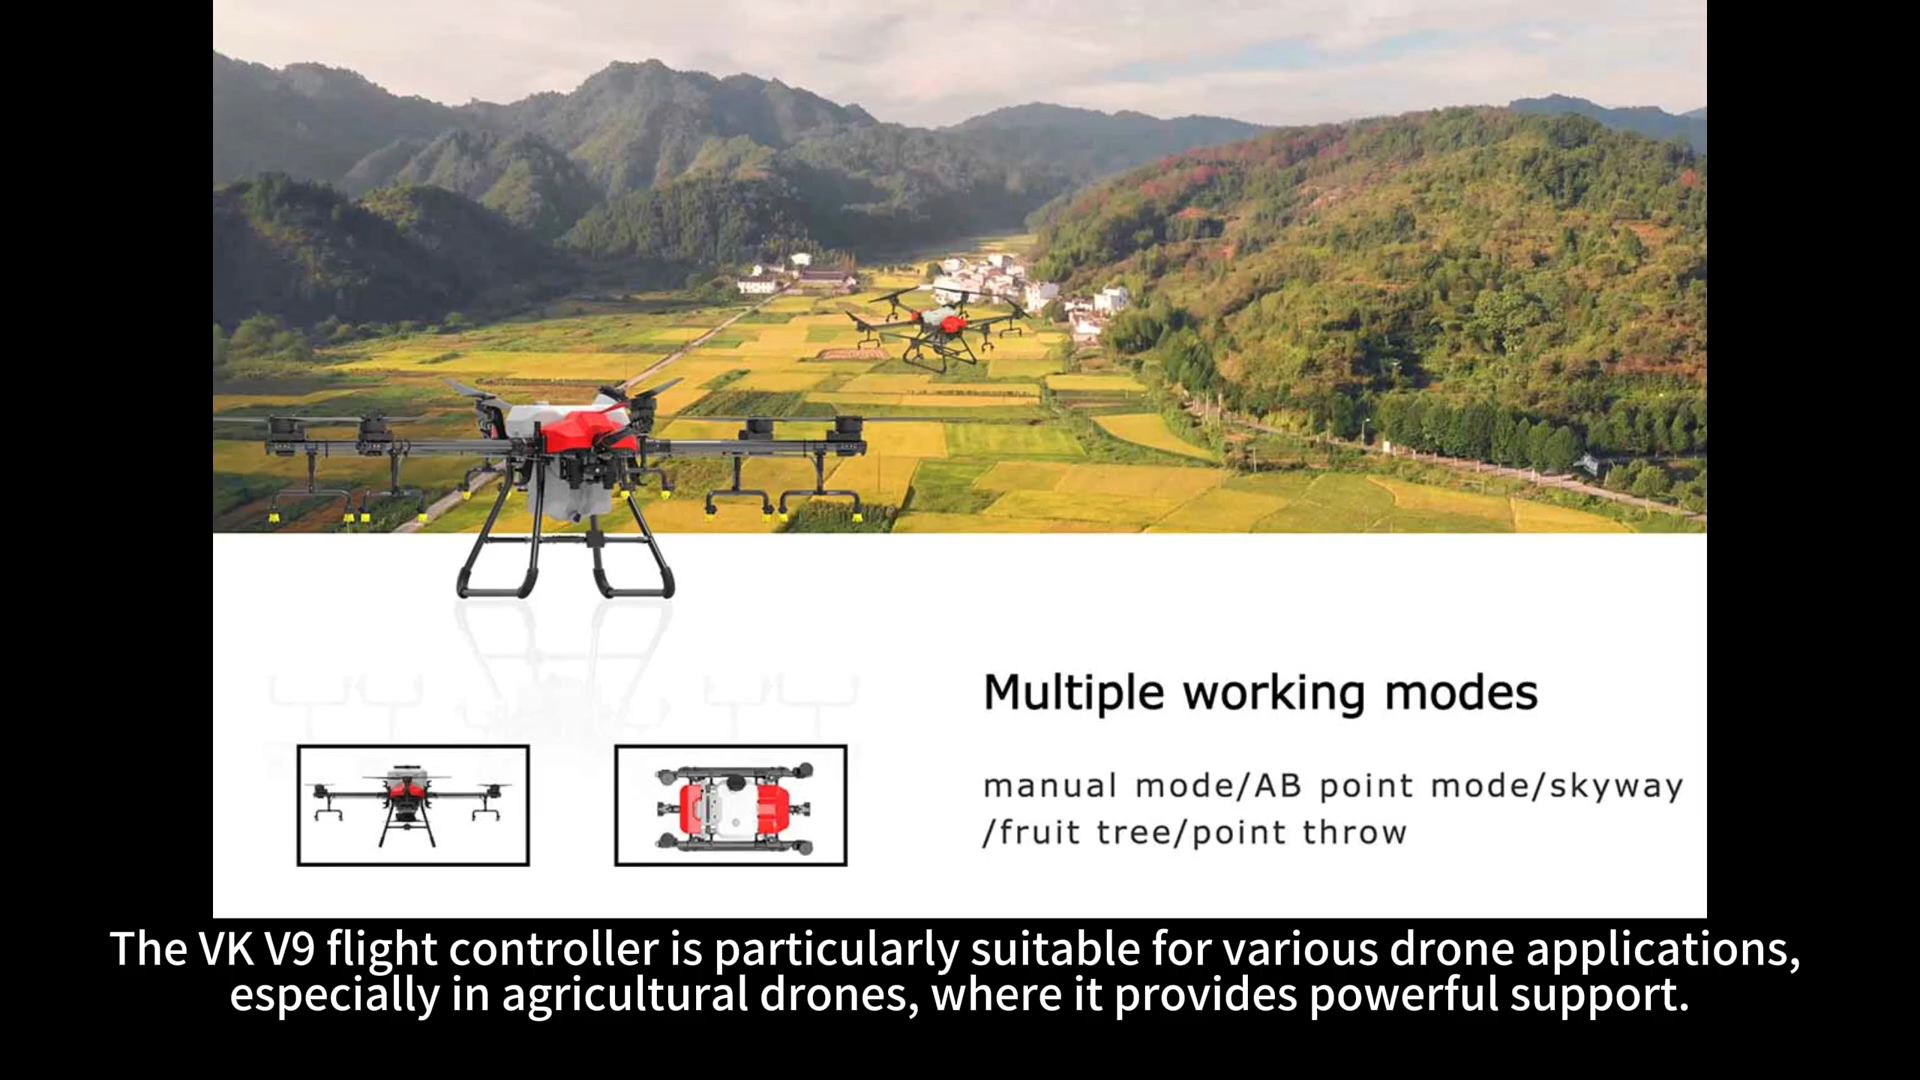 Multiple working modes
manual mode/AB point mode/skyway
/fruit tree/point throw
The VK V9 flight controller is particularly suitable for various drone applications,
especially in agricultural drones, where it provides powerful support.